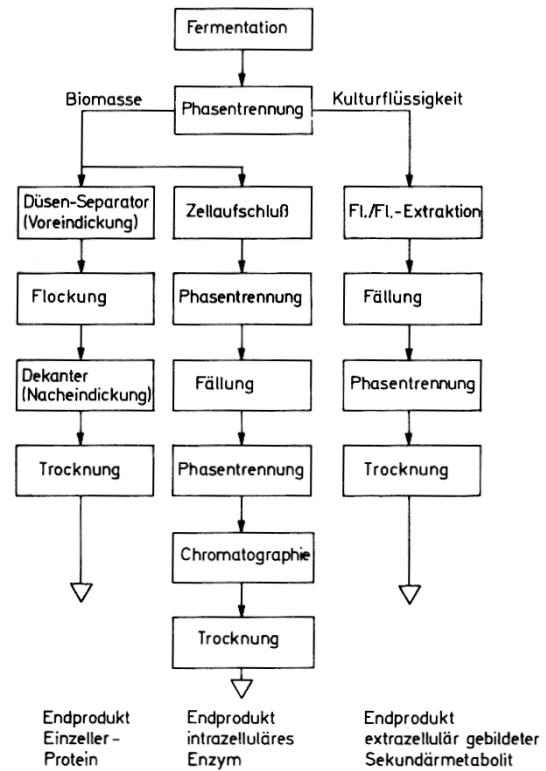 Fermentation
Biomasse
Phasentrennung
Kulturflüssigkeit
Düsen-Separator
(Voreindickung)
Flockung
Dekanter
(Nacheindickung)
Trocknung
Endprodukt
Einzeller-
Protein
Zellaufschluß
Phasentrennung
Fällung
Phasentrennung
Chromatographie
Trocknung
Endprodukt
intrazelluläres
Enzym
Fl./Fl.-Extraktion
Fällung
Phasentrennung
Trocknung
Endprodukt
extrazellulär gebildeter
Sekundärmetabolit